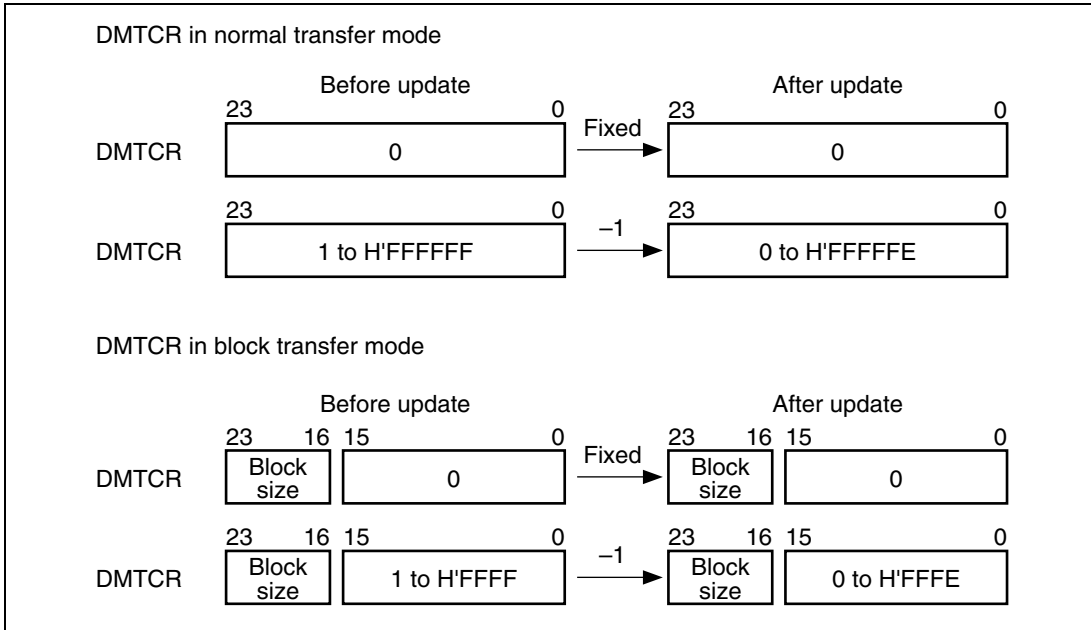 DMTCR in normal transfer mode
Before update After update
23 0 Fixed 23 0
DMTCR 0 0
23 0 –1 23 0
DMTCR 1 to H'FFFFFF 0 to H'FFFFFE
DMTCR in block transfer mode
Before update After update
23 16 15 0 Fixed 23 16 15 0
DMTCR Block size 0 Block size 0
23 16 15 0 –1 23 16 15 0
DMTCR Block size 1 to H'FFFF Block size 0 to H'FFFE